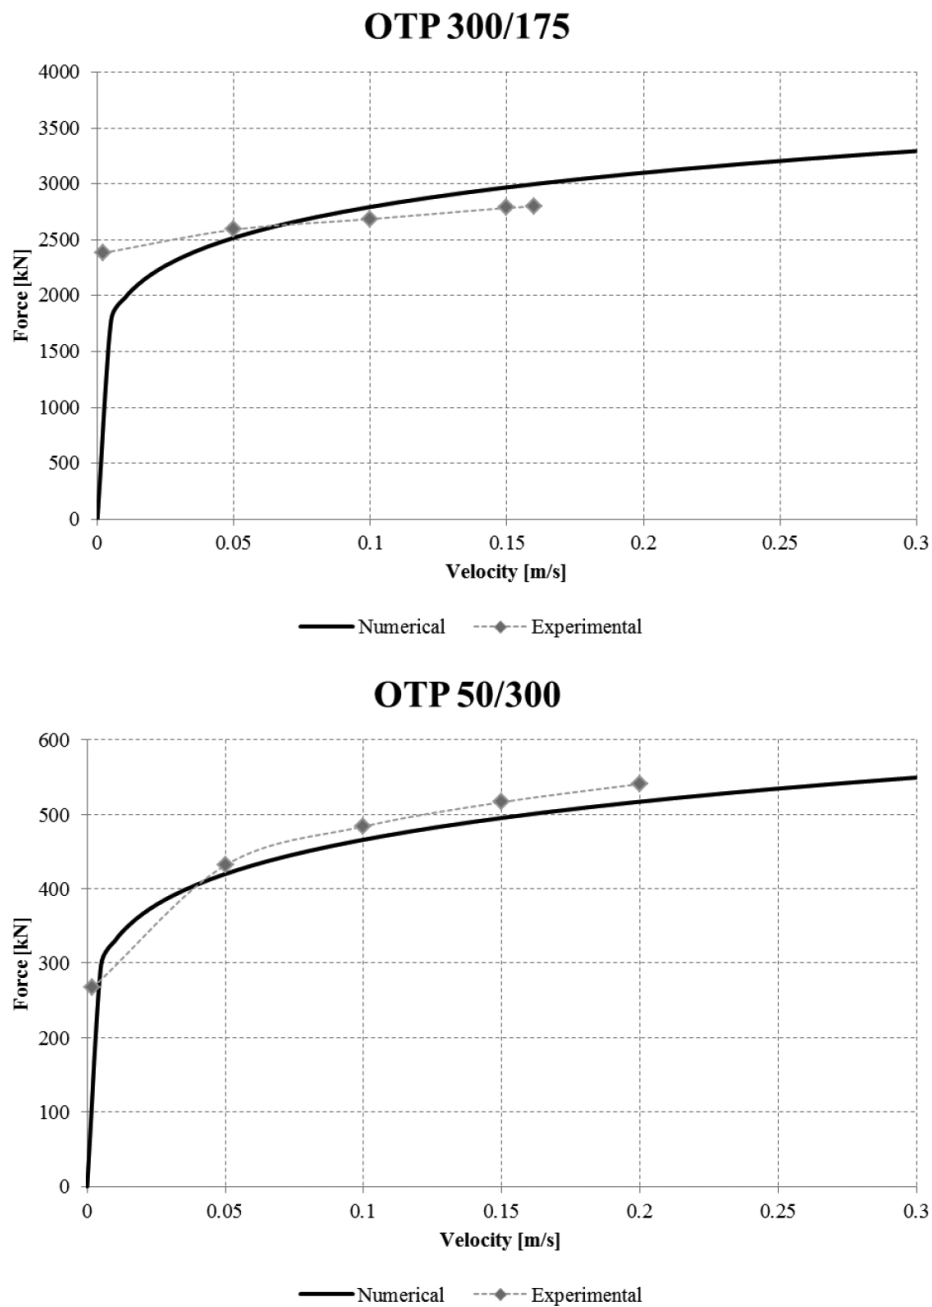 OTP 300/175
4000
3500
3000
2500
2000
1500
1000
500
0
Force [kN]
0 0.05 0.1 0.15 0.2 0.25 0.3
Velocity [m/s]
Numerical Experimental
OTP 50/300
600
500
400
300
200
100
0
Force [kN]
0 0.05 0.1 0.15 0.2 0.25 0.3
Velocity [m/s]
Numerical Experimental